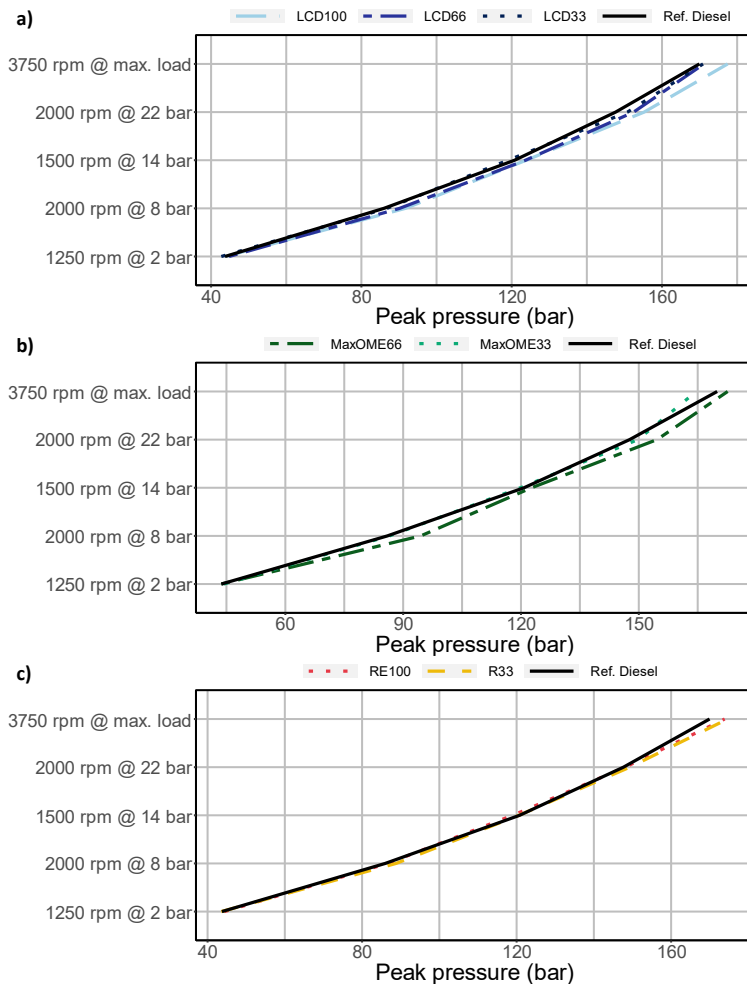 a)
LCD100 LCD66 LCD33 Ref. Diesel
3750 rpm @ max. load
2000 rpm @ 22 bar
1500 rpm @ 14 bar
2000 rpm @ 8 bar
1250 rpm @ 2 bar
40 80 120 160
Peak pressure (bar)
b)
MaxOME66 MaxOME33 Ref. Diesel
3750 rpm @ max. load
2000 rpm @ 22 bar
1500 rpm @ 14 bar
2000 rpm @ 8 bar
1250 rpm @ 2 bar
60 90 120 150
Peak pressure (bar)
c)
RE100 R33 Ref. Diesel
3750 rpm @ max. load
2000 rpm @ 22 bar
1500 rpm @ 14 bar
2000 rpm @ 8 bar
1250 rpm @ 2 bar
40 80 120 160
Peak pressure (bar)